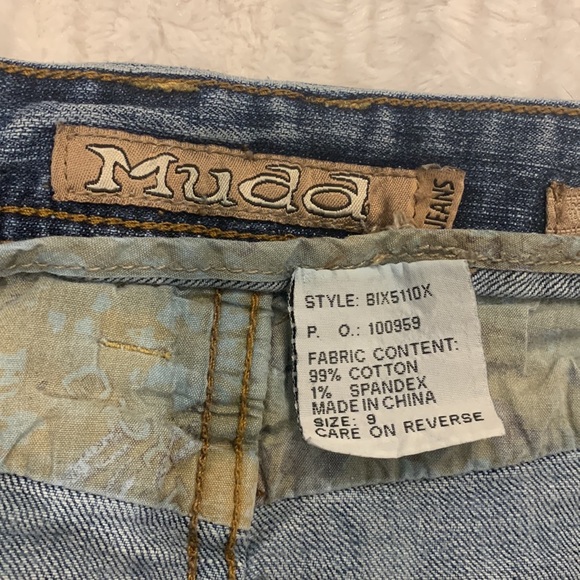 Mudd
JEANS
STYLE: BIX5110X
P. O.: 100959
FABRIC CONTENT:
99% COTTON
1% SPANDEX
MADE IN CHINA
SIZE: 9
CARE ON REVERSE